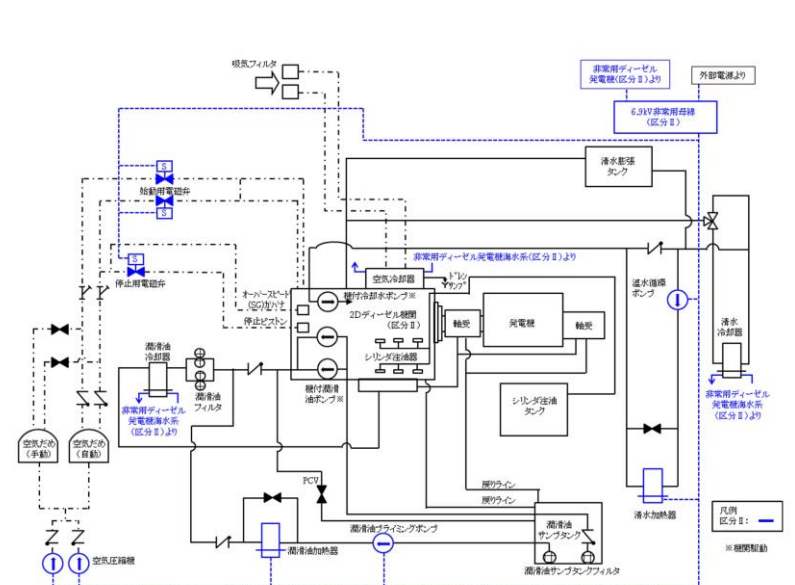 吸気フィルタ
非常用ディーゼル
発電機(区分Ⅱ)より
外部電源より
6.9kV非常用母線
(区分Ⅱ)
清水膨張
タンク
S
始動用電磁弁
S
S
停止用電磁弁
非常用ディーゼル発電機海水系(区分Ⅱ)より
空気冷却器
ドレン
サンプ
温水循環
ポンプ
オーバースピード
(SG)ガバナ
停止ピストン
機付冷却水ポンプ※
2Dディーゼル機関
(区分Ⅱ)
シリンダ注油器
軸受
発電機
軸受
清水
冷却器
潤滑油
冷却器
潤滑油
フィルタ
機付潤滑
油ポンプ※
非常用ディーゼル
発電機海水系
(区分Ⅱ)より
シリンダ注油
タンク
非常用ディーゼル
発電機海水系
(区分Ⅱ)より
空気だめ
(手動)
空気だめ
(自動)
PCV
戻りライン
戻りライン
清水加熱器
凡例
区分Ⅱ:
※機関駆動
潤滑油プライミングポンプ
潤滑油
サンプタンク
空気圧縮機
潤滑油加熱器
潤滑油サンプタンクフィルタ